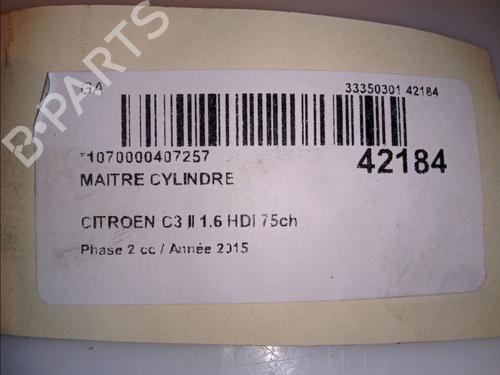 GA
33350301 42184
*1070000407257
42184
MAITRE CYLINDRE
CITROEN C3 II 1.6 HDI 75ch
Phase 2 cc / Année 2015
B-PARTS